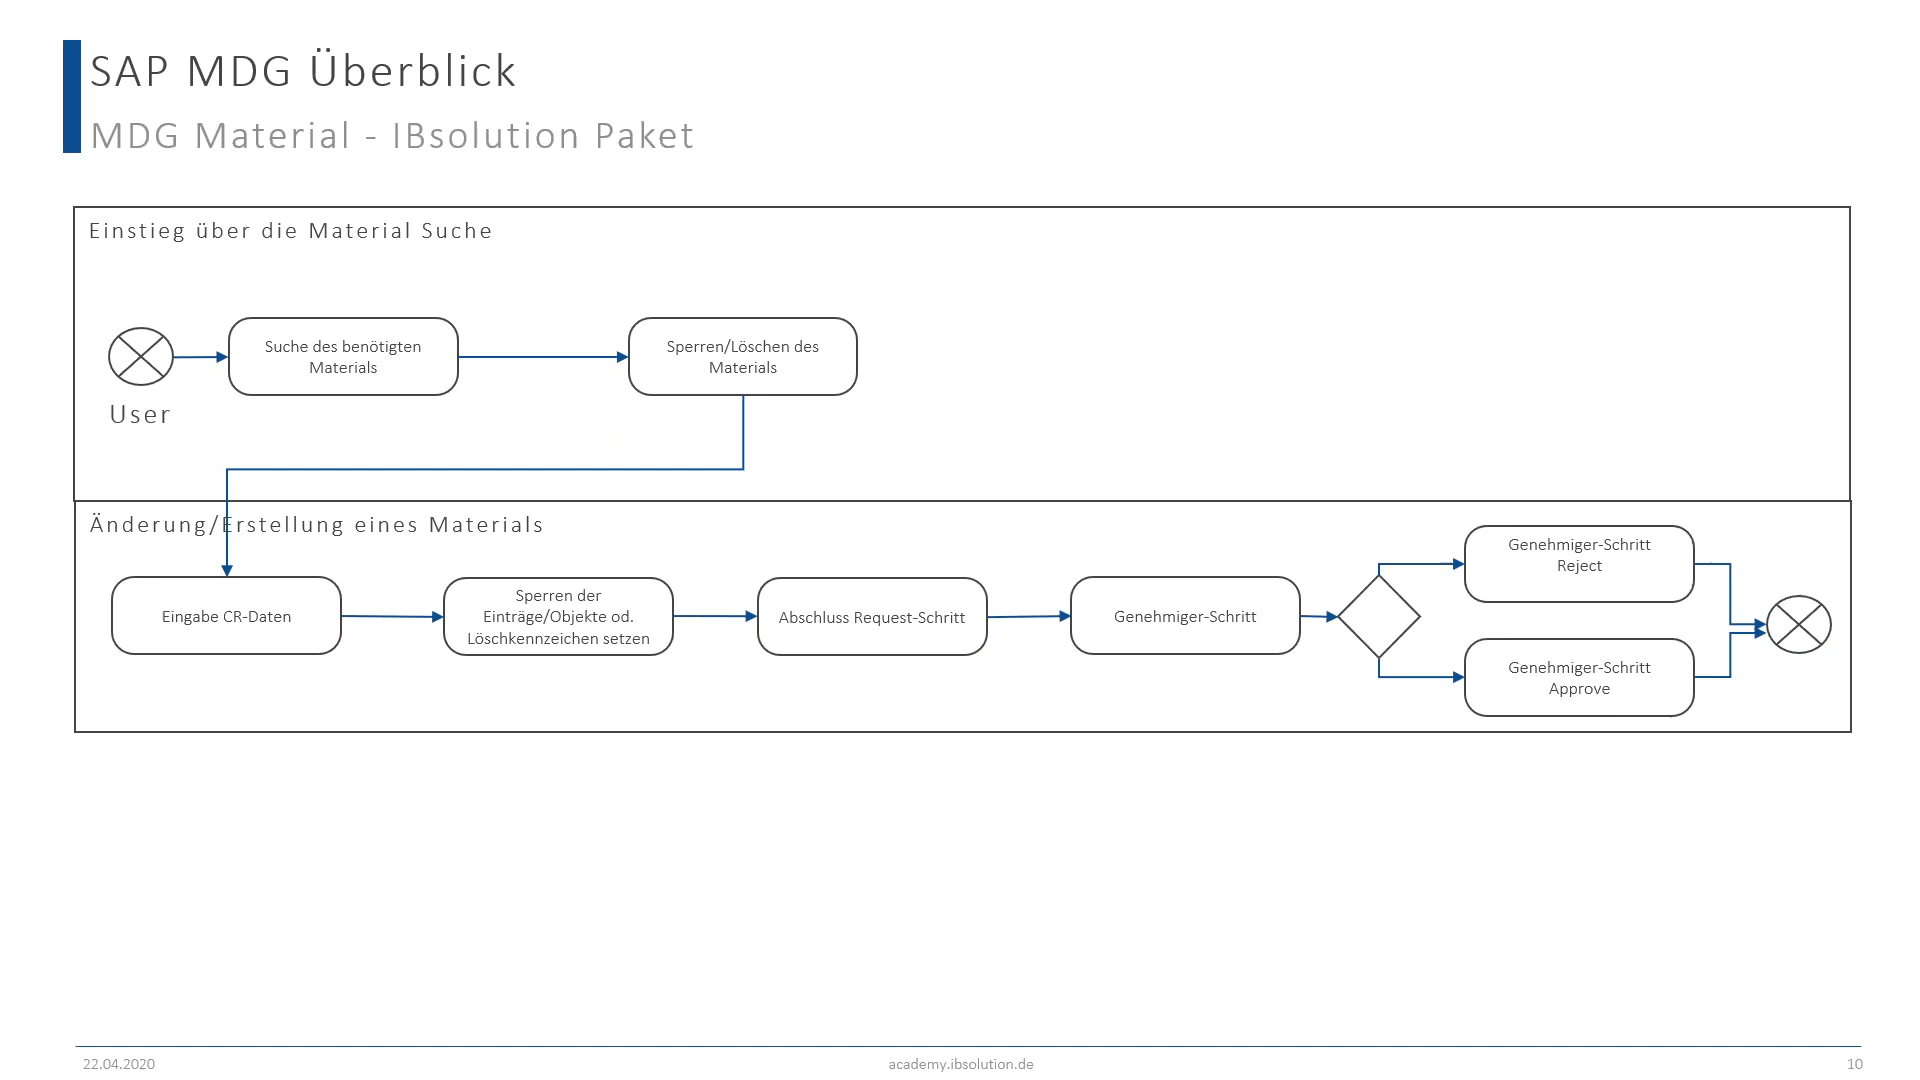 SAP MDG Überblick
MDG Material - IBsolution Paket
Einstieg über die Material Suche
Suche des benötigten
Materials
Sperren/Löschen des
Materials
User
Änderung/Erstellung eines Materials
Eingabe CR-Daten
Sperren der
Einträge/Objekte od.
Löschkennzeichen setzen
Abschluss Request-Schritt
Genehmiger-Schritt
Genehmiger-Schritt
Reject
Genehmiger-Schritt
Approve
22.04.2020
academy.ibsolution.de
10